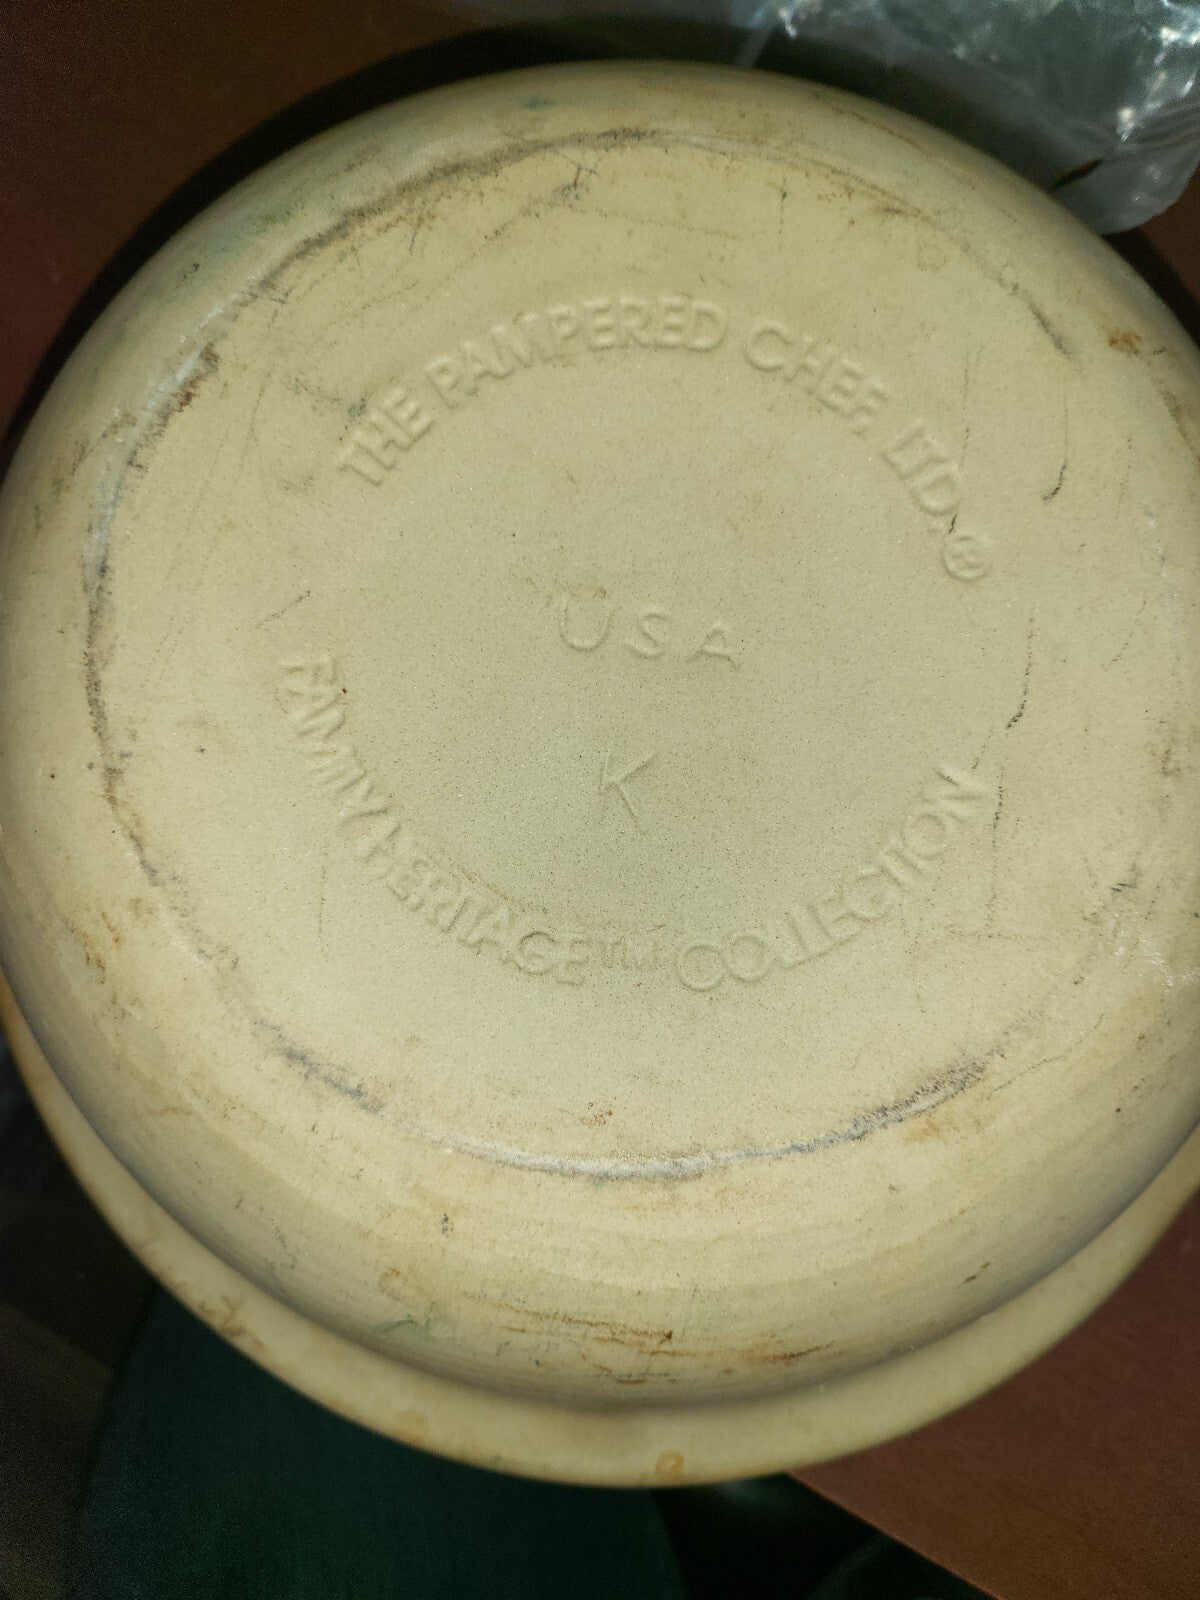 THE PAMPERED CHEF, LTD.®
USA
K
FAMILY HERITAGE™ COLLECTION